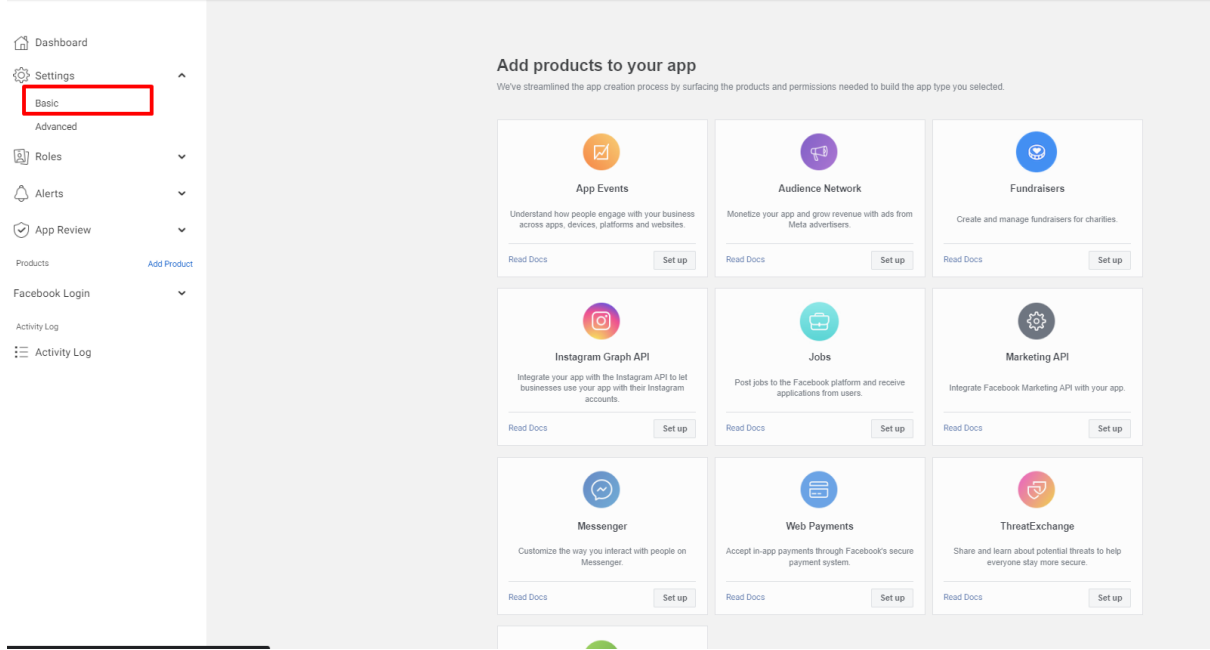 Dashboard
Settings
Basic
Advanced
Roles
Alerts
App Review
Products
Add Product
Facebook Login
Activity Log
Activity Log
Add products to your app
We've streamlined the app creation process by surfacing the products and permissions needed to build the app type you selected.
App Events
Understand how people engage with your business
across apps, devices, platforms and websites.
Read Docs
Set up
Audience Network
Monetize your app and grow revenue with ads from
Meta advertisers.
Read Docs
Set up
Fundraisers
Create and manage fundraisers for charities.
Read Docs
Set up
Instagram Graph API
Integrate your app with the Instagram API to let
businesses use your app with their Instagram
accounts.
Read Docs
Set up
Jobs
Post jobs to the Facebook platform and receive
applications from users.
Read Docs
Set up
Marketing API
Integrate Facebook Marketing API with your app.
Read Docs
Set up
Messenger
Customize the way you interact with people on
Messenger.
Read Docs
Set up
Web Payments
Accept in-app payments through Facebook's secure
payment system.
Read Docs
Set up
ThreatExchange
Share and learn about potential threats to help
everyone stay more secure.
Read Docs
Set up